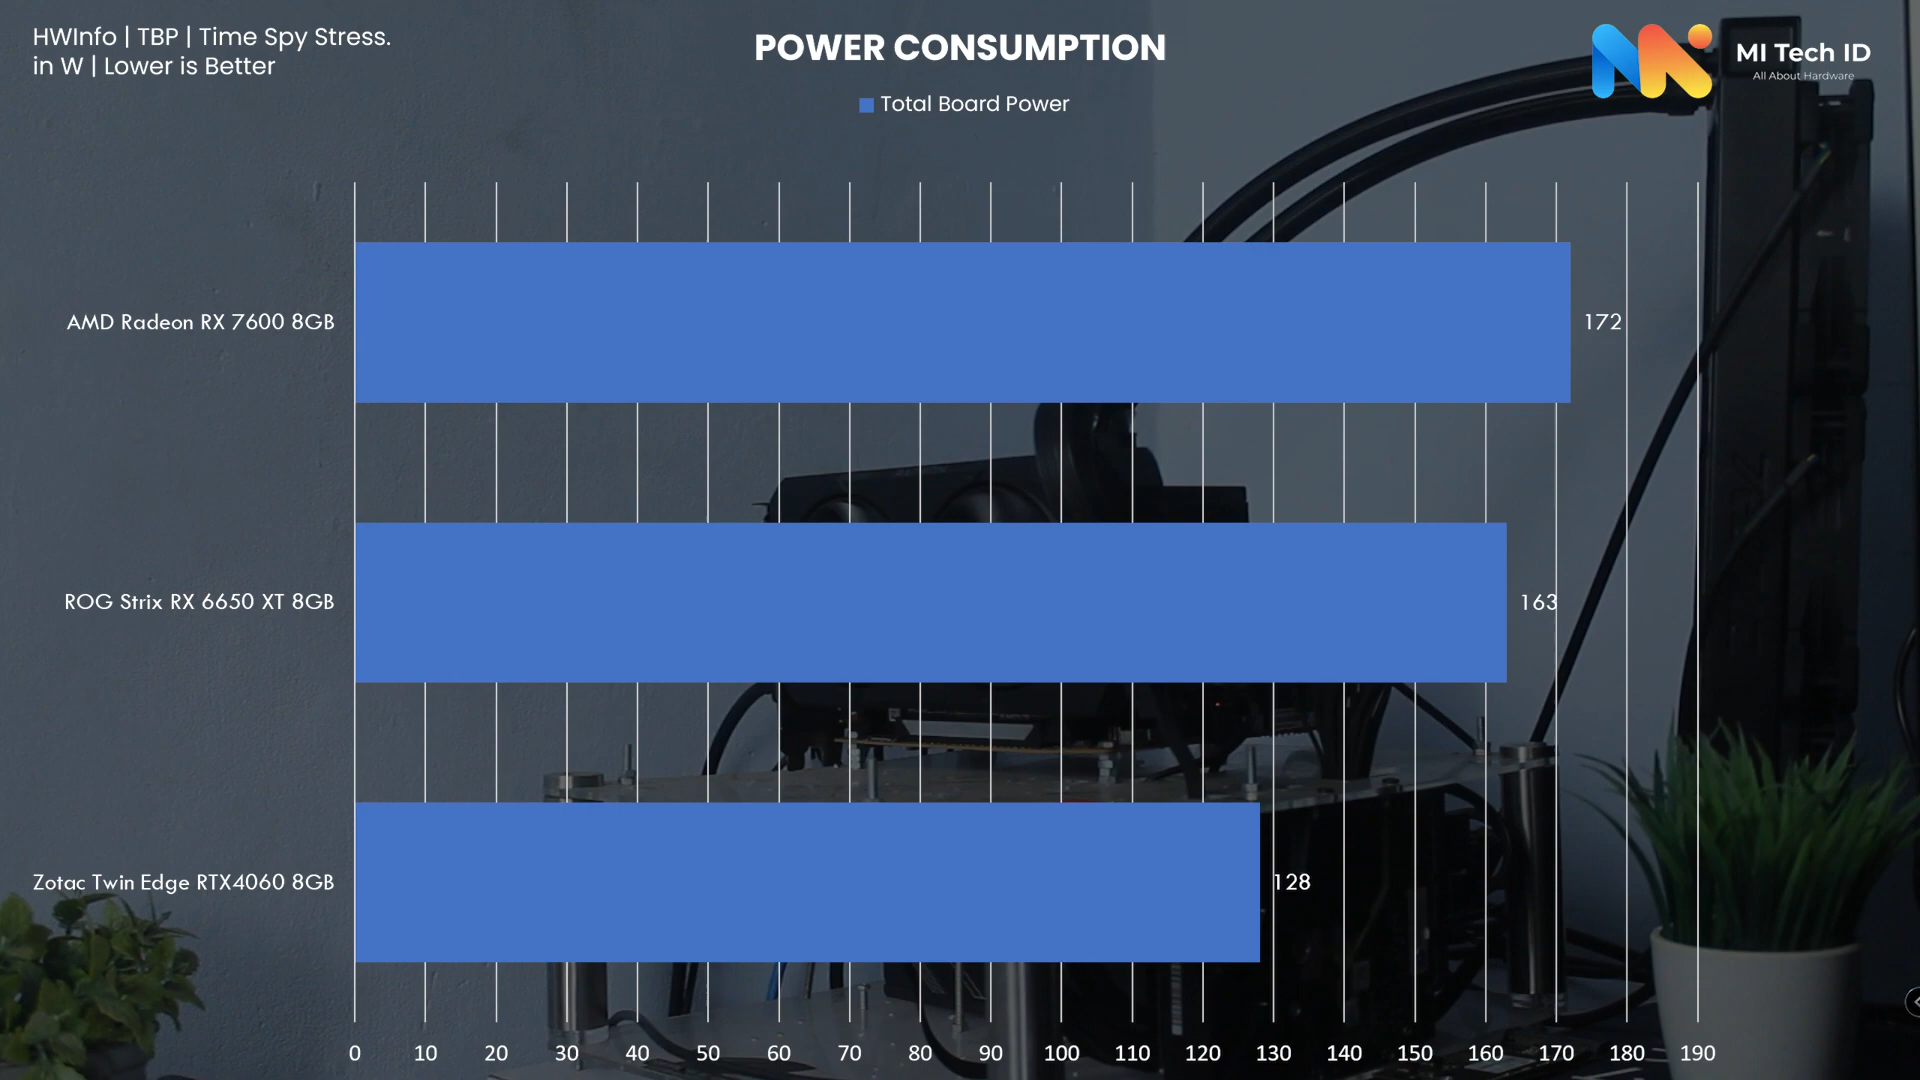 HWInfo | TBP | Time Spy Stress.
in W | Lower is Better
POWER CONSUMPTION
MI Tech ID
All About Hardware
Total Board Power
AMD Radeon RX 7600 8GB
172
ROG Strix RX 6650 XT 8GB
163
Zotac Twin Edge RTX4060 8GB
128
0 10 20 30 40 50 60 70 80 90 100 110 120 130 140 150 160 170 180 190